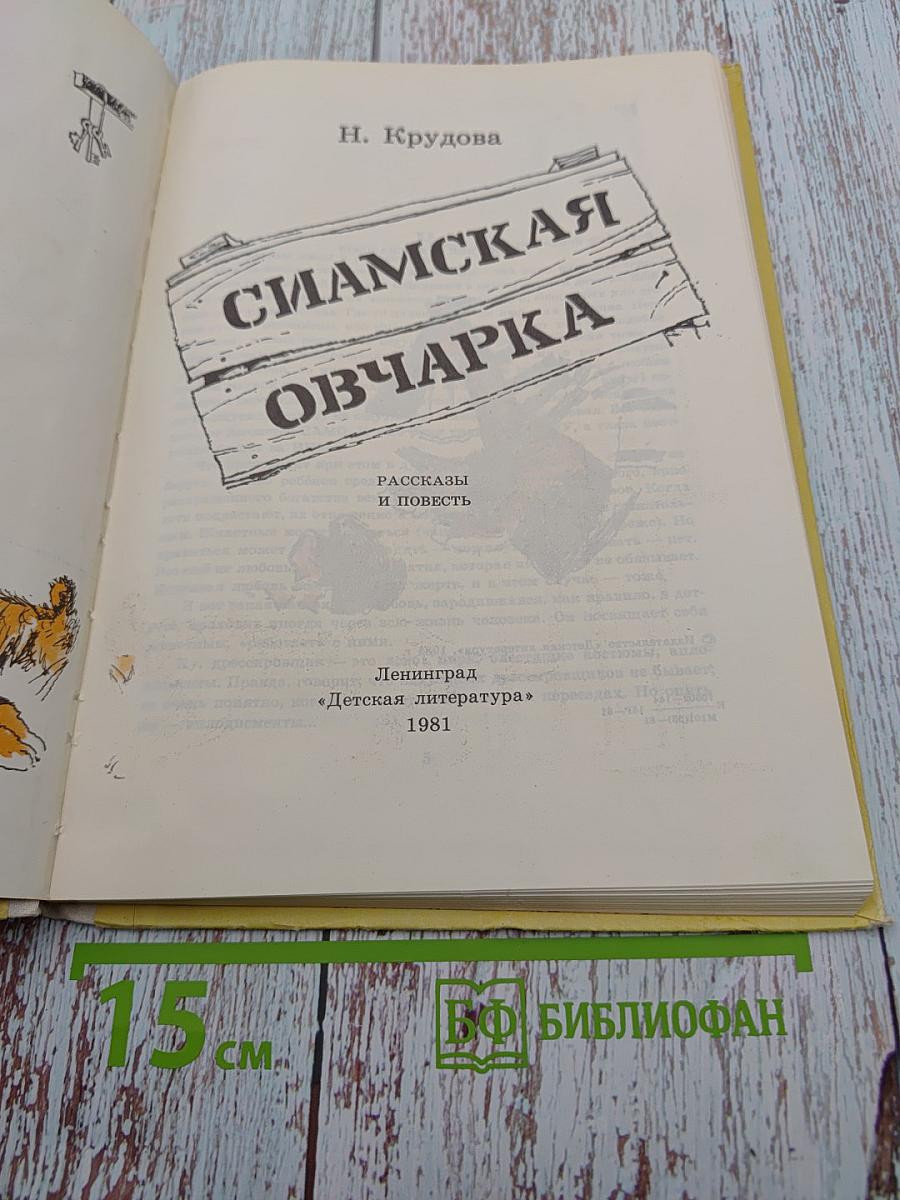 Н. Крудова
СИАМСКАЯ
ОВЧАРКА
РАССКАЗЫ
И ПОВЕСТЬ
Ленинград
«Детская литература»
1981
15 см
БФ БИБЛИОФАН